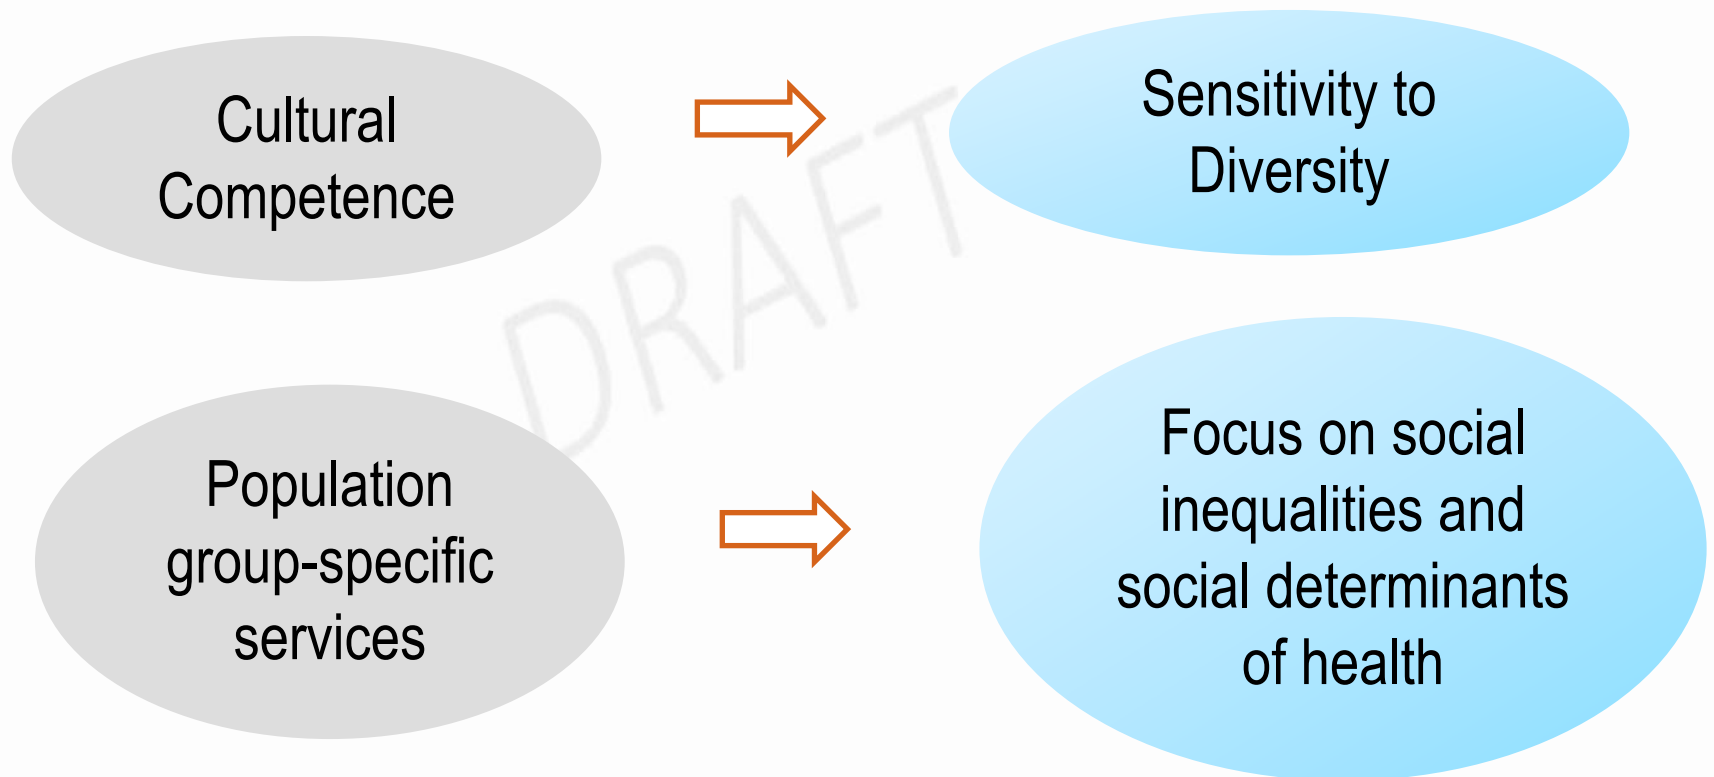 Cultural
Competence
Sensitivity to
Diversity
DRAFT
Population
group-specific
services
Focus on social
inequalities and
social determinants
of health